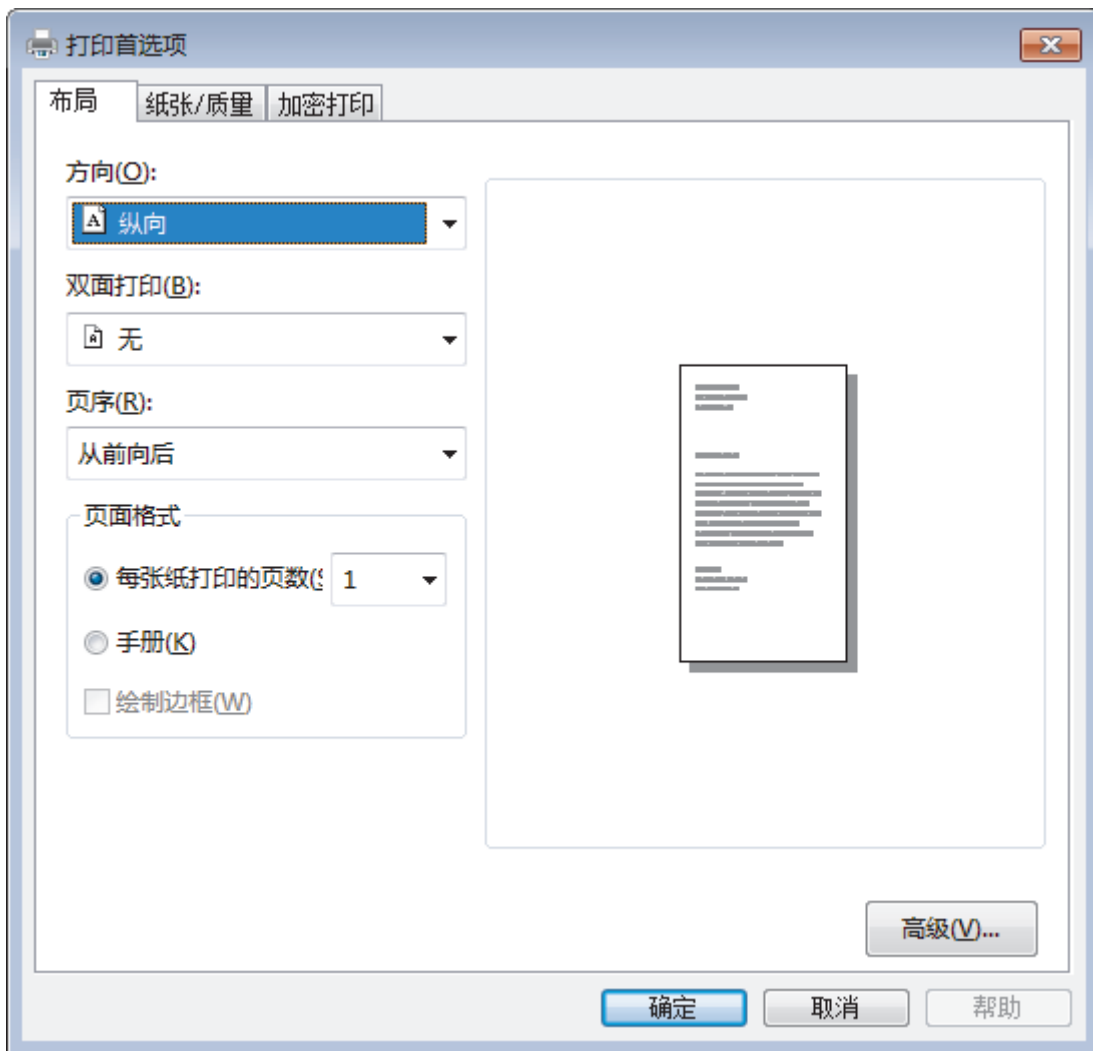 打印首选项
布局 纸张/质量 加密打印
方向(O):
纵向
双面打印(B):
无
页序(R):
从前向后
页面格式
每张纸打印的页数( 1
手册(K)
绘制边框(W)
高级(V)...
确定 取消 帮助